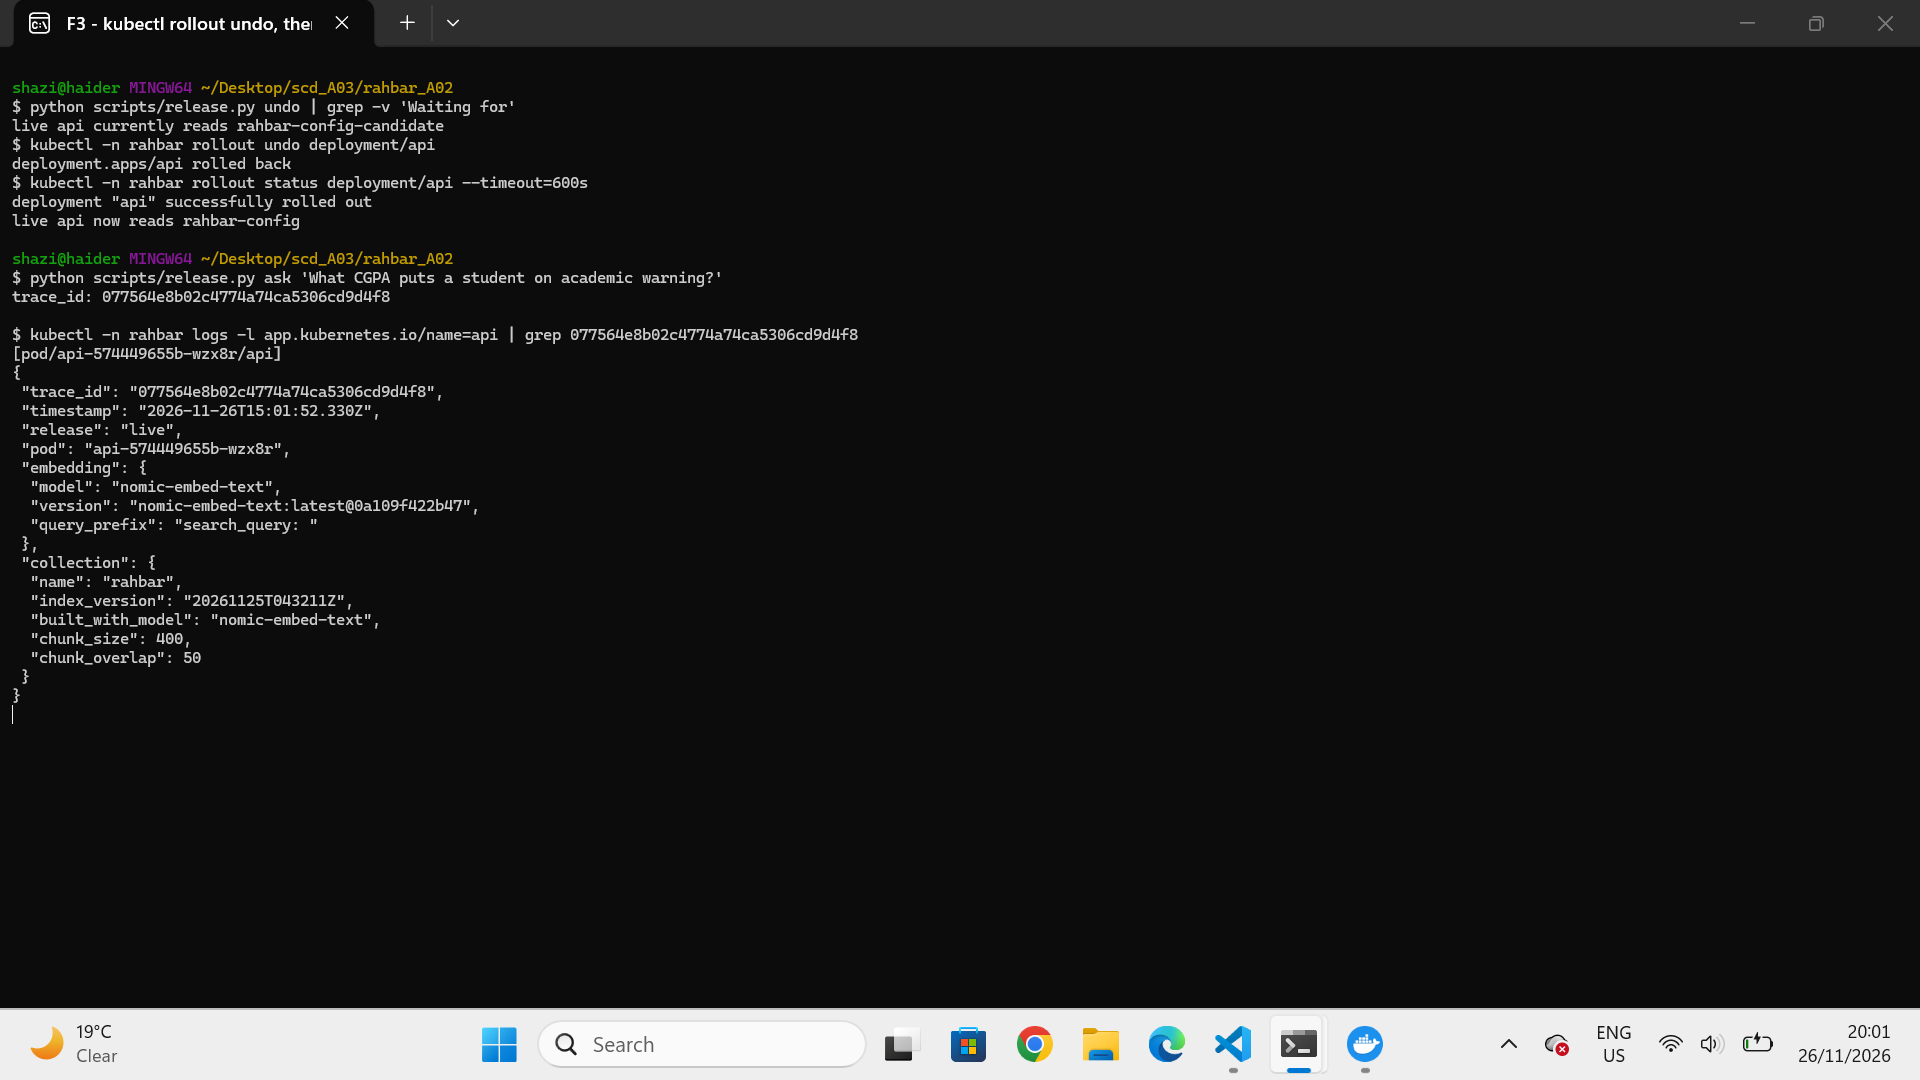 F3 - kubectl rollout undo, the
shazi@haider MINGW64 ~/Desktop/scd_A03/rahbar_A02
$ python scripts/release.py undo | grep -v 'Waiting for'
live api currently reads rahbar-config-candidate
$ kubectl -n rahbar rollout undo deployment/api
deployment.apps/api rolled back
$ kubectl -n rahbar rollout status deployment/api --timeout=600s
deployment "api" successfully rolled out
live api now reads rahbar-config
shazi@haider MINGW64 ~/Desktop/scd_A03/rahbar_A02
$ python scripts/release.py ask 'What CGPA puts a student on academic warning?'
trace_id: 077564e8b02c4774a74ca5306cd9d4f8
$ kubectl -n rahbar logs -l app.kubernetes.io/name=api | grep 077564e8b02c4774a74ca5306cd9d4f8
[pod/api-574449655b-wzx8r/api]
{
 "trace_id": "077564e8b02c4774a74ca5306cd9d4f8",
 "timestamp": "2026-11-26T15:01:52.330Z",
 "release": "live",
 "pod": "api-574449655b-wzx8r",
 "embedding": {
  "model": "nomic-embed-text",
  "version": "nomic-embed-text:latest@0a109f422b47",
  "query_prefix": "search_query: "
 },
 "collection": {
  "name": "rahbar",
  "index_version": "20261125T043211Z",
  "built_with_model": "nomic-embed-text",
  "chunk_size": 400,
  "chunk_overlap": 50
 }
}
19°C
Clear
Search
ENG
US
20:01
26/11/2026